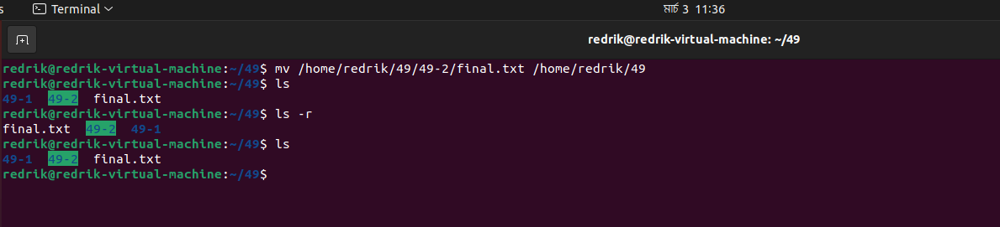 s Terminal মার্চ 3 11:36
redrik@redrik-virtual-machine: ~/49
redrik@redrik-virtual-machine:~/49$ mv /home/redrik/49/49-2/final.txt /home/redrik/49
redrik@redrik-virtual-machine:~/49$ ls
49-1 49-2 final.txt
redrik@redrik-virtual-machine:~/49$ ls -r
final.txt 49-2 49-1
redrik@redrik-virtual-machine:~/49$ ls
49-1 49-2 final.txt
redrik@redrik-virtual-machine:~/49$